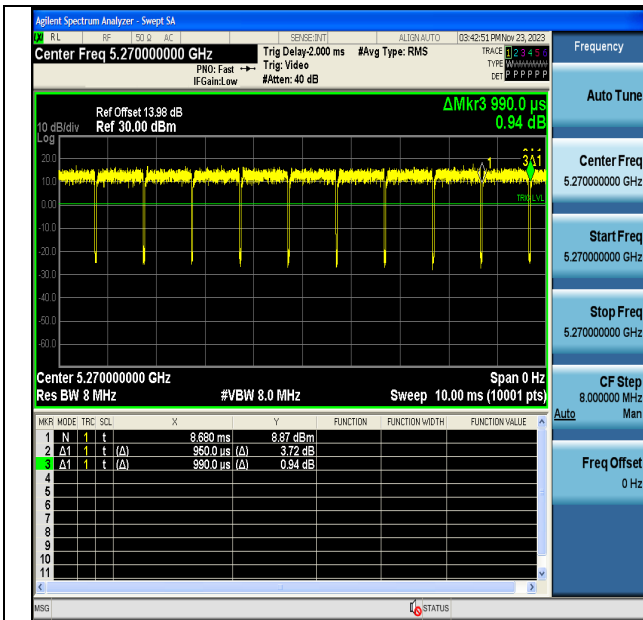 Agilent Spectrum Analyzer - Swept SA
RL RF 50 Ω AC SENSE:INT ALIGN AUTO 03:42:51 PM Nov 23, 2023
Center Freq 5.270000000 GHz
Trig Delay-2.000 ms #Avg Type: RMS
TRACE 1 2 3 4 5 6
PNO: Fast Trig: Video
TYPE WWWWWW
IFGain:Low #Atten: 40 dB
DET P P P P P P
Ref Offset 13.98 dB
10 dB/div Ref 30.00 dBm
ΔMkr3 990.0 µs
0.94 dB
Log
20.0
10.0
0.00
-10.0
-20.0
-30.0
-40.0
-50.0
-60.0
1
3Δ1
TRIG LVL
Center 5.270000000 GHz Span 0 Hz
Res BW 8 MHz #VBW 8.0 MHz Sweep 10.00 ms (10001 pts)
MKR MODE TRC SCL X Y FUNCTION FUNCTION WIDTH FUNCTION VALUE
1 N 1 t 8.680 ms 8.87 dBm
2 Δ1 1 t (Δ) 950.0 µs (Δ) 3.72 dB
3 Δ1 1 t (Δ) 990.0 µs (Δ) 0.94 dB
4
5
6
7
8
9
10
11
MSG STATUS
Frequency
Auto Tune
Center Freq
5.270000000 GHz
Start Freq
5.270000000 GHz
Stop Freq
5.270000000 GHz
CF Step
8.000000 MHz
Auto Man
Freq Offset
0 Hz